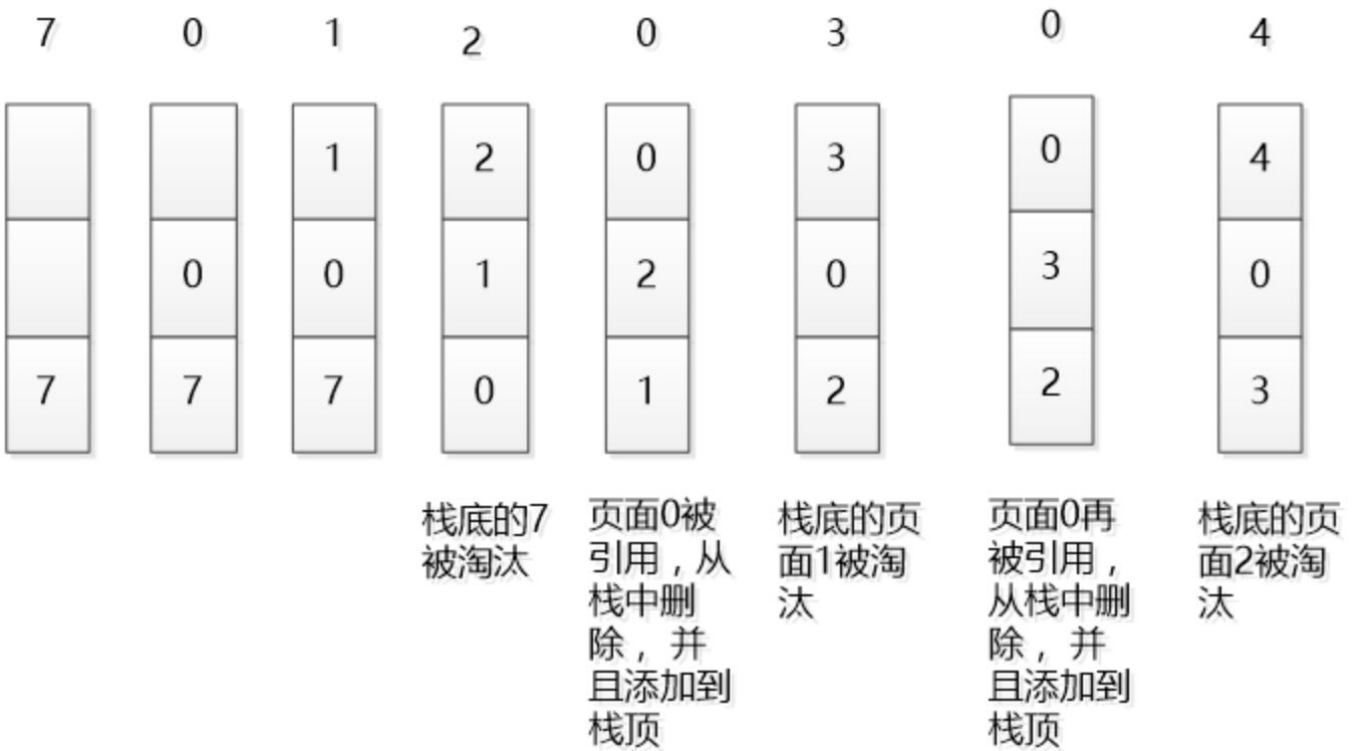 7 0 1 2 0 3 0 4
1 2 0 3 0 4
0 0 1 2 0 3 0
7 7 7 0 1 2 2 3
栈底的7
被淘汰
页面0被
引用，从
栈中删
除， 并
且添加到
栈顶
栈底的页
面1被淘
汰
页面0再
被引用，
从栈中删
除， 并
且添加到
栈顶
栈底的页
面2被淘
汰